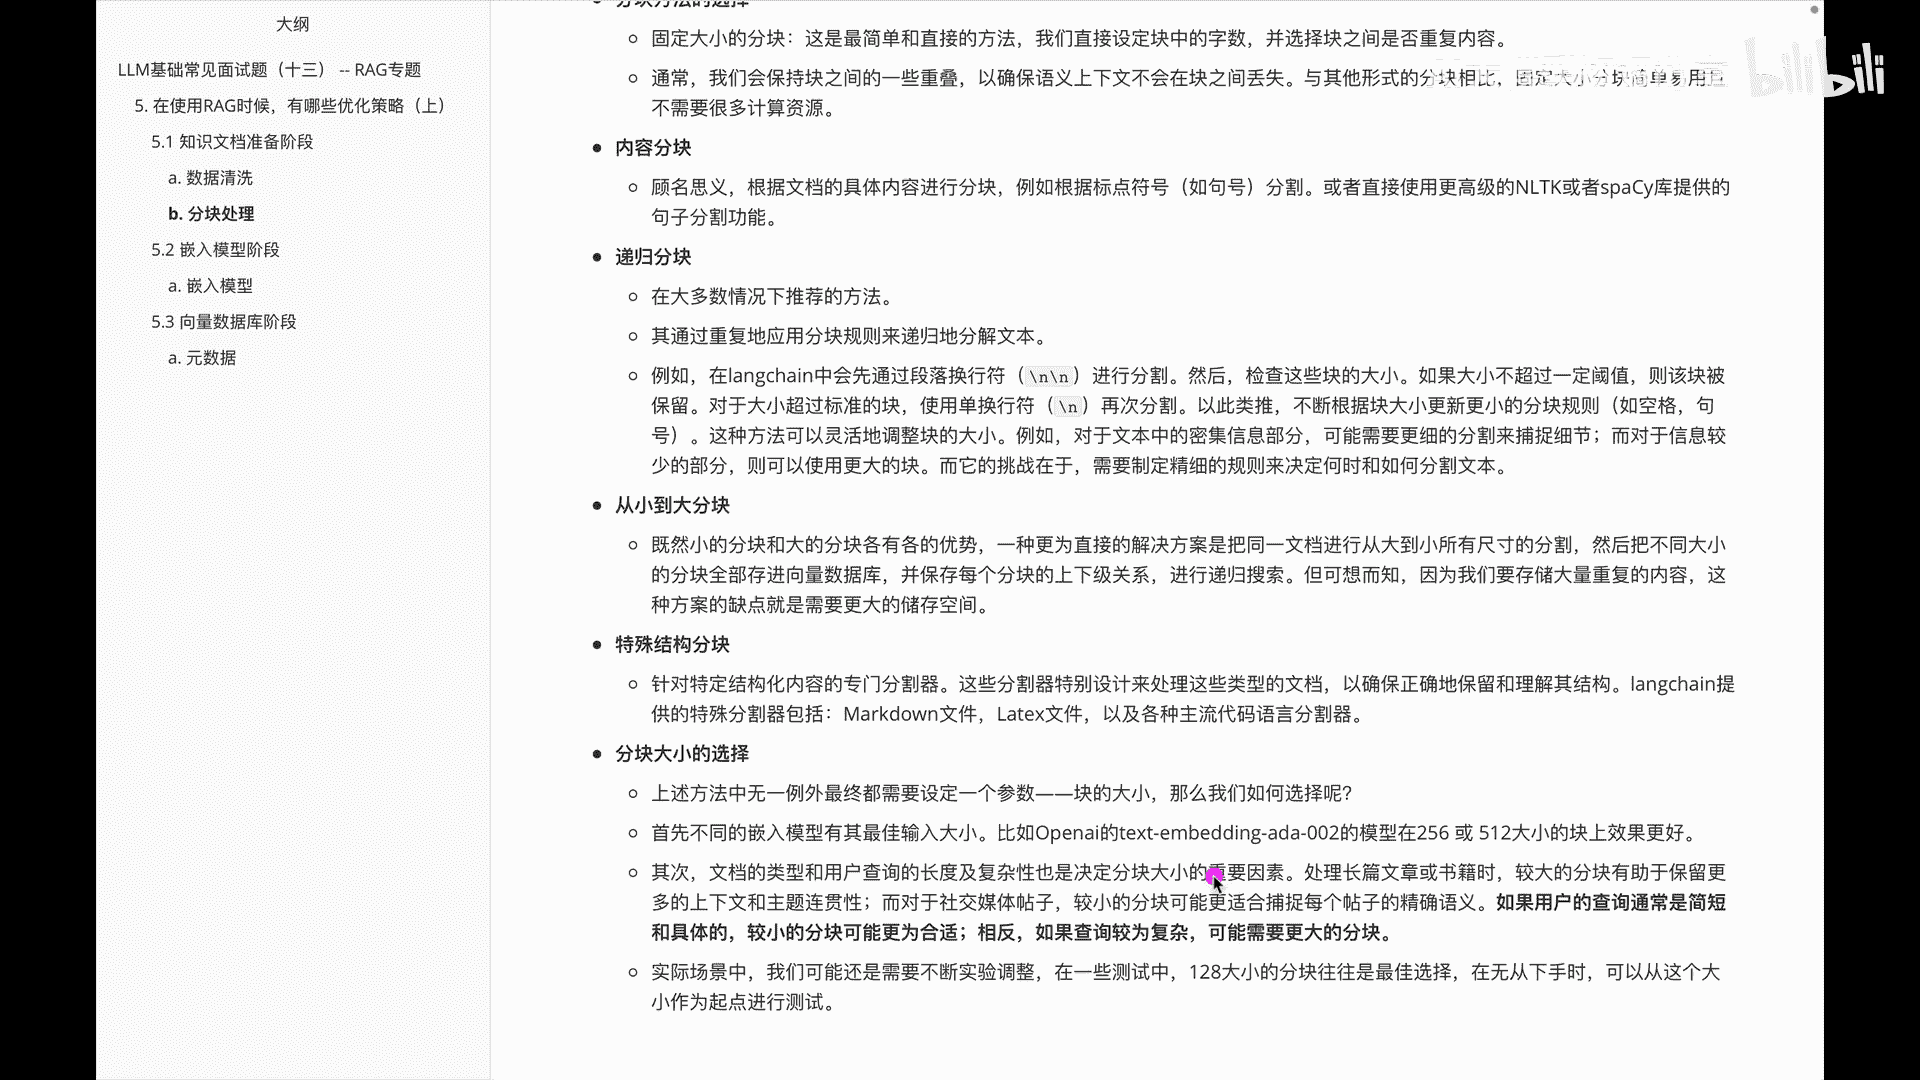 大纲
LLM基础常见面试题（十三） -- RAG专题
5. 在使用RAG时候，有哪些优化策略（上）
5.1 知识文档准备阶段
a. 数据清洗
b. 分块处理
5.2 嵌入模型阶段
a. 嵌入模型
5.3 向量数据库阶段
a. 元数据
分块方法的选择
固定大小的分块：这是最简单和直接的方法，我们直接设定块中的字数，并选择块之间是否重复内容。
通常，我们会保持块之间的一些重叠，以确保语义上下文不会在块之间丢失。与其他形式的分块相比，固定大小分块简单易用且
不需要很多计算资源。
内容分块
顾名思义，根据文档的具体内容进行分块，例如根据标点符号（如句号）分割。或者直接使用更高级的NLTK或者spaCy库提供的
句子分割功能。
递归分块
在大多数情况下推荐的方法。
其通过重复地应用分块规则来递归地分解文本。
例如，在langchain中会先通过段落换行符（\n\n）进行分割。然后，检查这些块的大小。如果大小不超过一定阈值，则该块被
保留。对于大小超过标准的块，使用单换行符（\n）再次分割。以此类推，不断根据块大小更新更小的分块规则（如空格，句
号）。这种方法可以灵活地调整块的大小。例如，对于文本中的密集信息部分，可能需要更细的分割来捕捉细节；而对于信息较
少的部分，则可以使用更大的块。而它的挑战在于，需要制定精细的规则来决定何时和如何分割文本。
从小到大分块
既然小的分块和大的分块各有各的优势，一种更为直接的解决方案是把同一文档进行从大到小所有尺寸的分割，然后把不同大小
的分块全部存进向量数据库，并保存每个分块的上下级关系，进行递归搜索。但可想而知，因为我们要存储大量重复的内容，这
种方案的缺点就是需要更大的储存空间。
特殊结构分块
针对特定结构化内容的专门分割器。这些分割器特别设计来处理这些类型的文档，以确保正确地保留和理解其结构。langchain提
供的特殊分割器包括：Markdown文件，Latex文件，以及各种主流代码语言分割器。
分块大小的选择
上述方法中无一例外最终都需要设定一个参数——块的大小，那么我们如何选择呢？
首先不同的嵌入模型有其最佳输入大小。比如Openai的text-embedding-ada-002的模型在256 或 512大小的块上效果更好。
其次，文档的类型和用户查询的长度及复杂性也是决定分块大小的重要因素。处理长篇文章或书籍时，较大的分块有助于保留更
多的上下文和主题连贯性；而对于社交媒体帖子，较小的分块可能更适合捕捉每个帖子的精确语义。如果用户的查询通常是简短
和具体的，较小的分块可能更为合适；相反，如果查询较为复杂，可能需要更大的分块。
实际场景中，我们可能还是需要不断实验调整，在一些测试中，128大小的分块往往是最佳选择，在无从下手时，可以从这个大
小作为起点进行测试。
bilibili